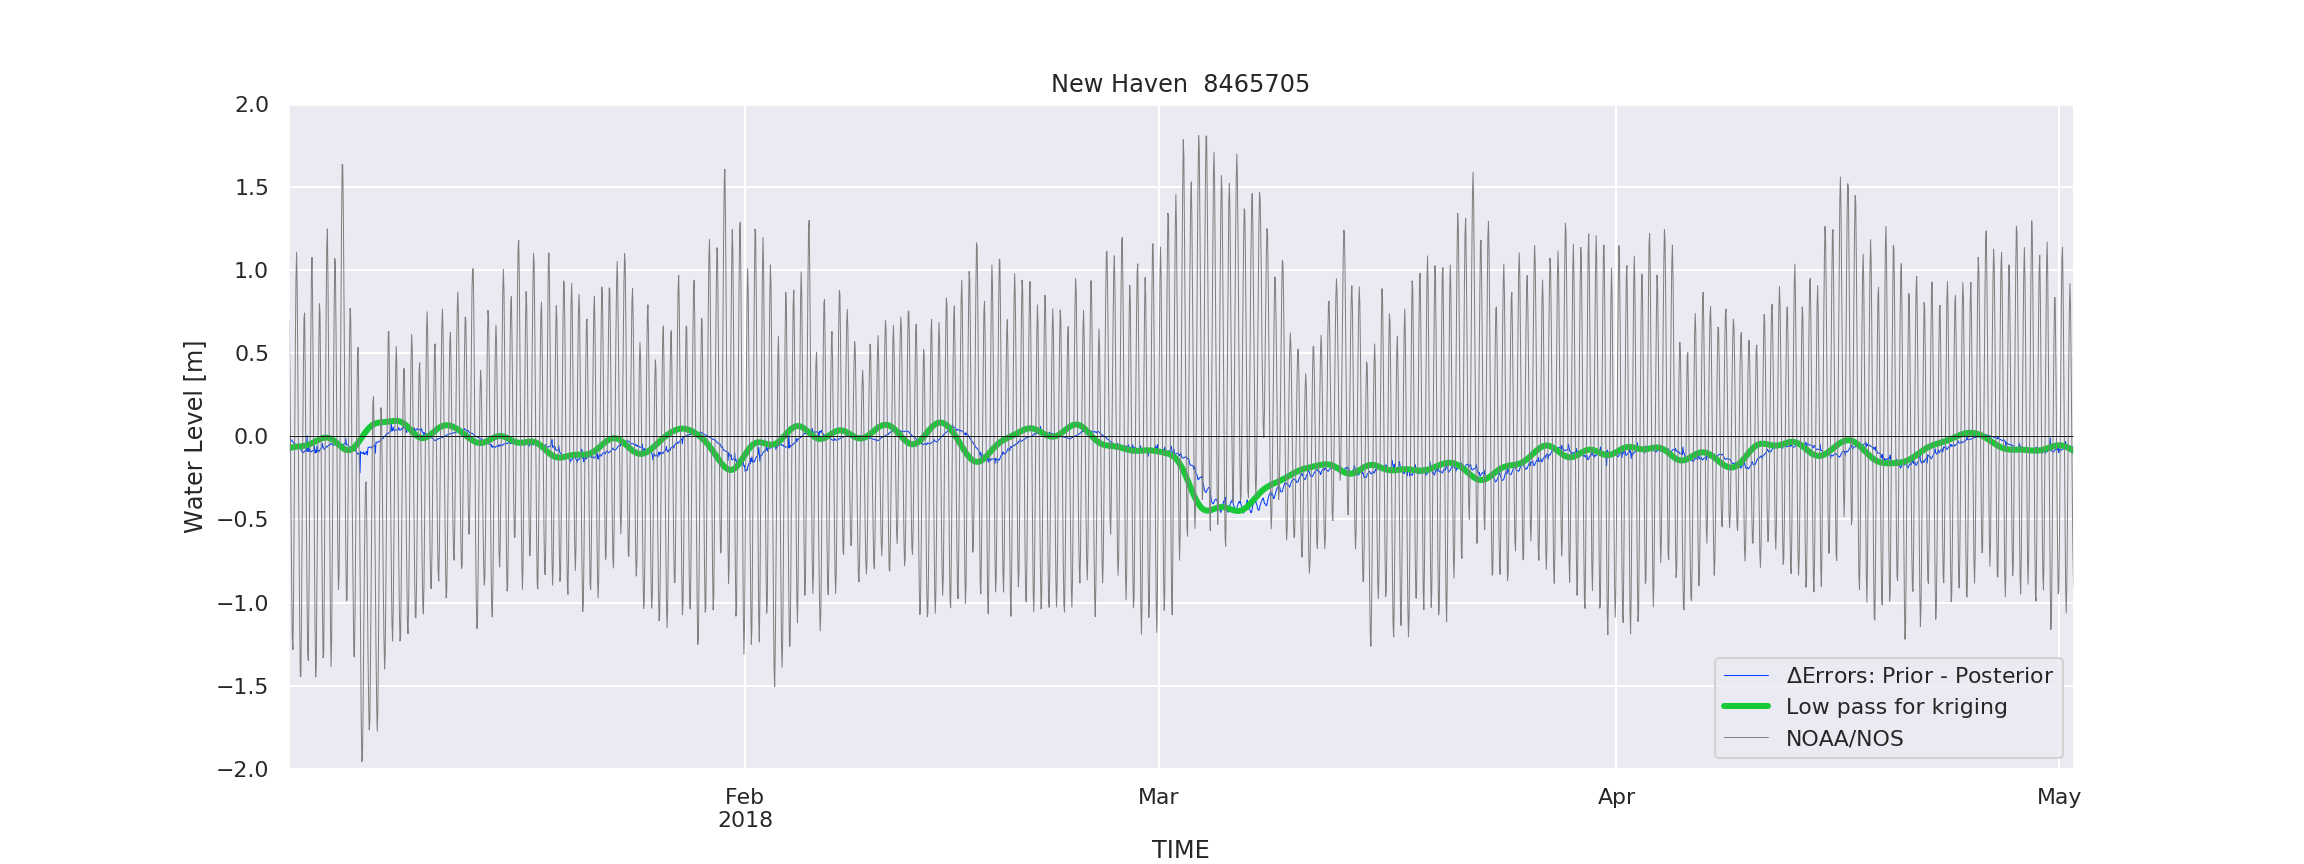 New Haven  8465705
Water Level [m]
2.0
1.5
1.0
0.5
0.0
−0.5
−1.0
−1.5
−2.0
ΔErrors: Prior - Posterior
Low pass for kriging
NOAA/NOS
Feb
2018
Mar
Apr
May
TIME